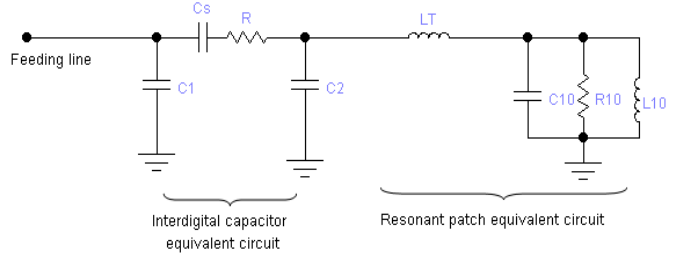 Cs
R
LT
Feeding line
C1
C2
C10
R10
L10
Interdigital capacitor
equivalent circuit
Resonant patch equivalent circuit